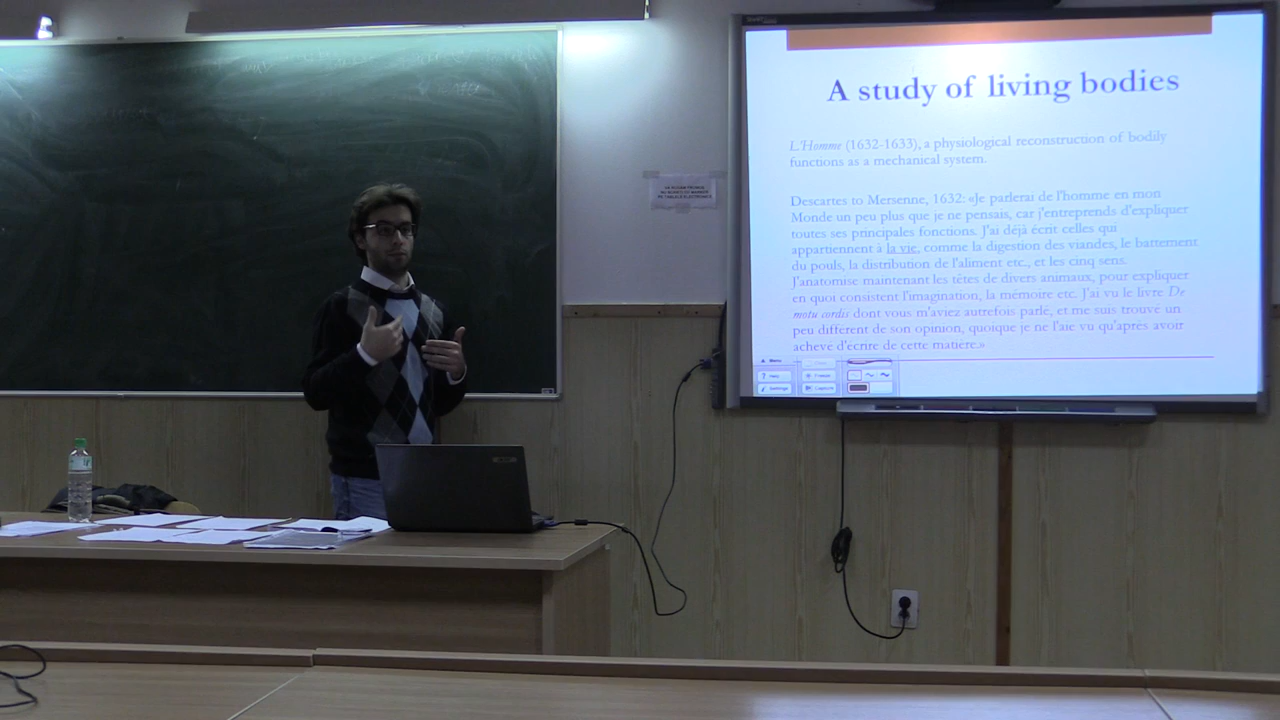 A study of living bodies
L'Homme (1632-1633), a physiological reconstruction of bodily
functions as a mechanical system.
Descartes to Mersenne, 1632: «Je parlerai de l'homme en mon
Monde un peu plus que je ne pensais, car j'entreprends d'expliquer
toutes ses principales fonctions. J'ai déjà écrit celles qui
appartiennent à la vie, comme la digestion des viandes, le battement
du pouls, la distribution de l'aliment etc., et les cinq sens.
J'anatomise maintenant les têtes de divers animaux, pour expliquer
en quoi consistent l'imagination, la mémoire etc. J'ai vu le livre De
motu cordis dont vous m'aviez autrefois parlé, et me suis trouvé un
peu différent de son opinion, quoique je ne l'aie vu qu'après avoir
achevé d'écrire de cette matière.»
Menu
? Help
Freeze
Settings
Capture